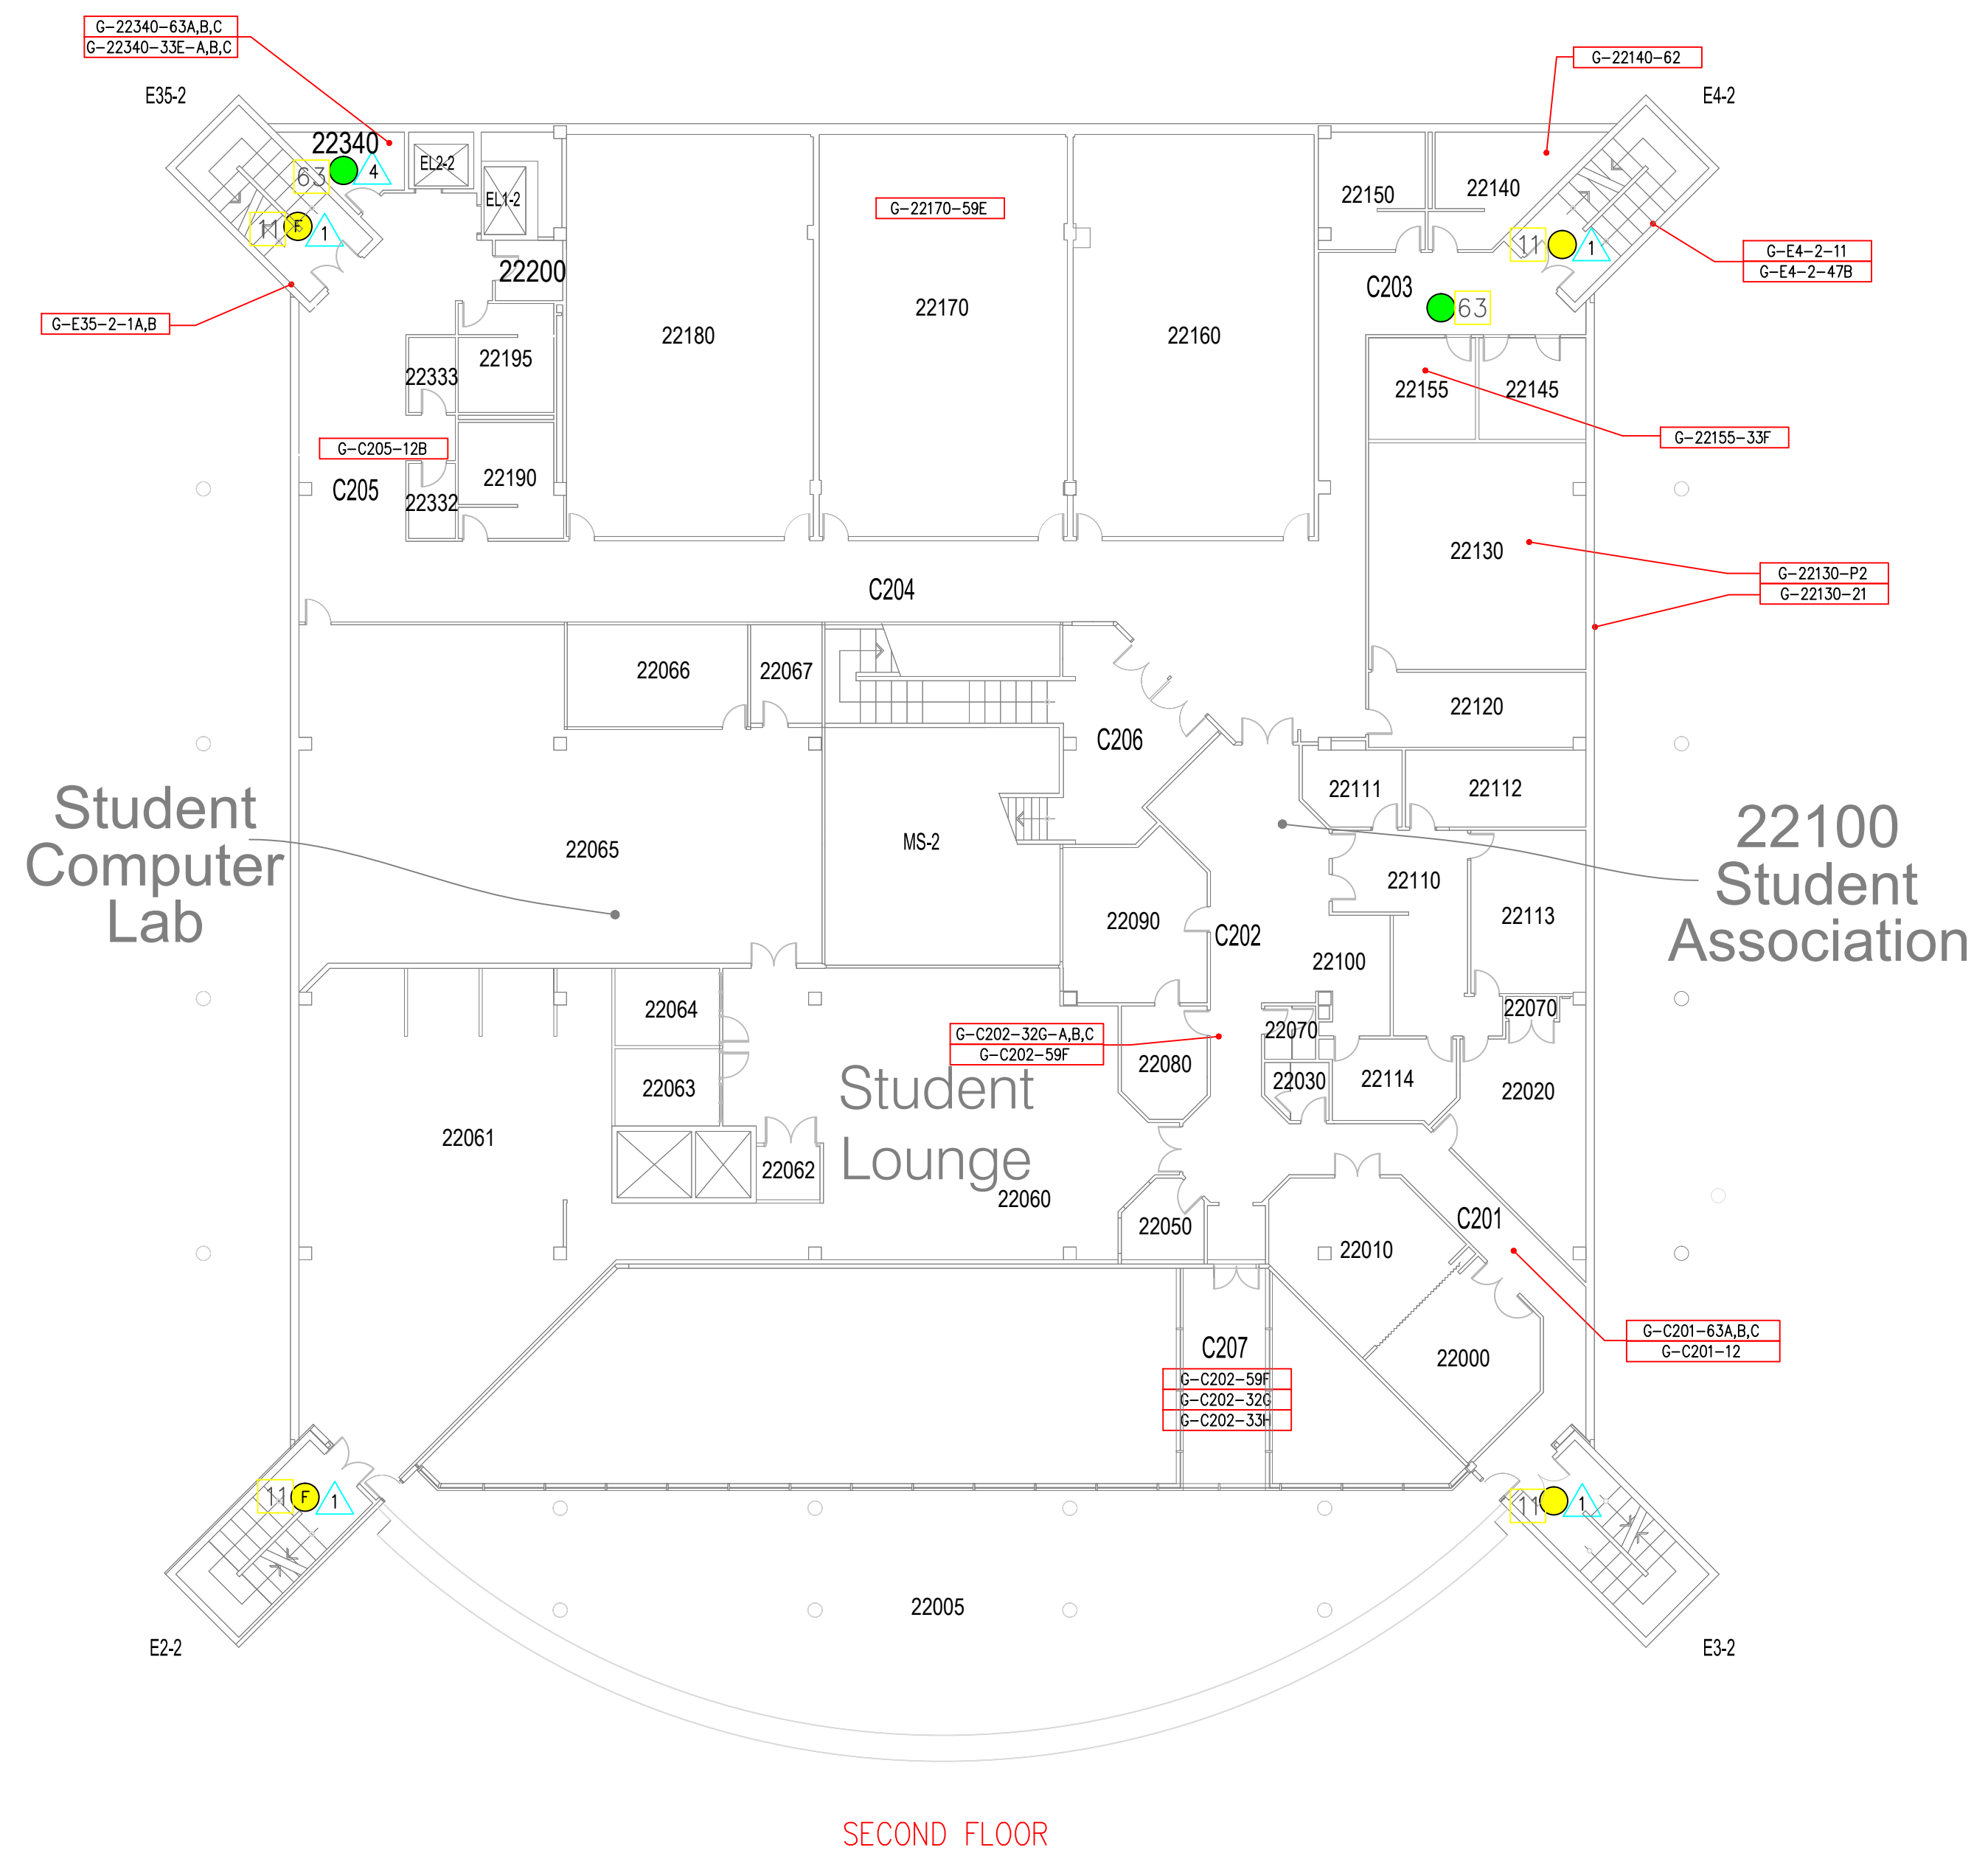 G-22340-63A,B,C
G-22340-33E-A,B,C
G-22140-62
E35-2
E4-2
22340
63
4
EL2-2
EL1-2
11
F
1
22150
22140
G-22170-59E
11
1
G-E4-2-11
G-E4-2-47B
22200
C203
63
22170
G-E35-2-1A,B
22180
22160
22195
22333
22155
22145
G-C205-12B
G-22155-33F
22190
C205
22332
22130
G-22130-P2
G-22130-21
C204
22066
22067
22120
C206
22111
22112
Student
Computer
Lab
22065
MS-2
22100
Student
Association
22110
22090
C202
22113
22100
22064
22070
22070
G-C202-32G-A,B,C
G-C202-59F
22080
22063
22030
22114
22020
Student
Lounge
22061
22062
22060
22050
C201
22010
G-C201-63A,B,C
G-C201-12
C207
22000
G-C202-59F
G-C202-32G
G-C202-33H
11
F
1
11
1
22005
E2-2
E3-2
SECOND FLOOR